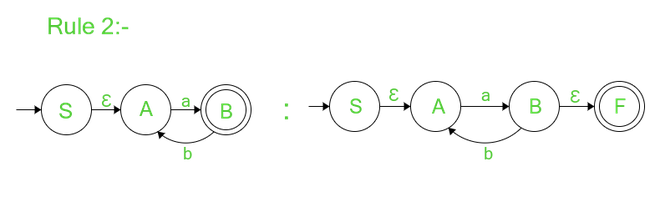 Rule 2:-
S ε A a B b : S ε A a B ε F b